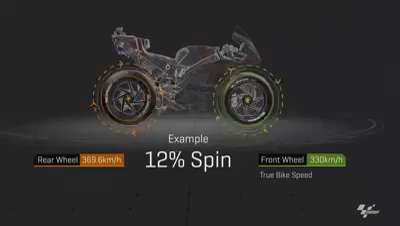 Example
12% Spin
Rear Wheel 369.6km/h
Front Wheel 330km/h
True Bike Speed